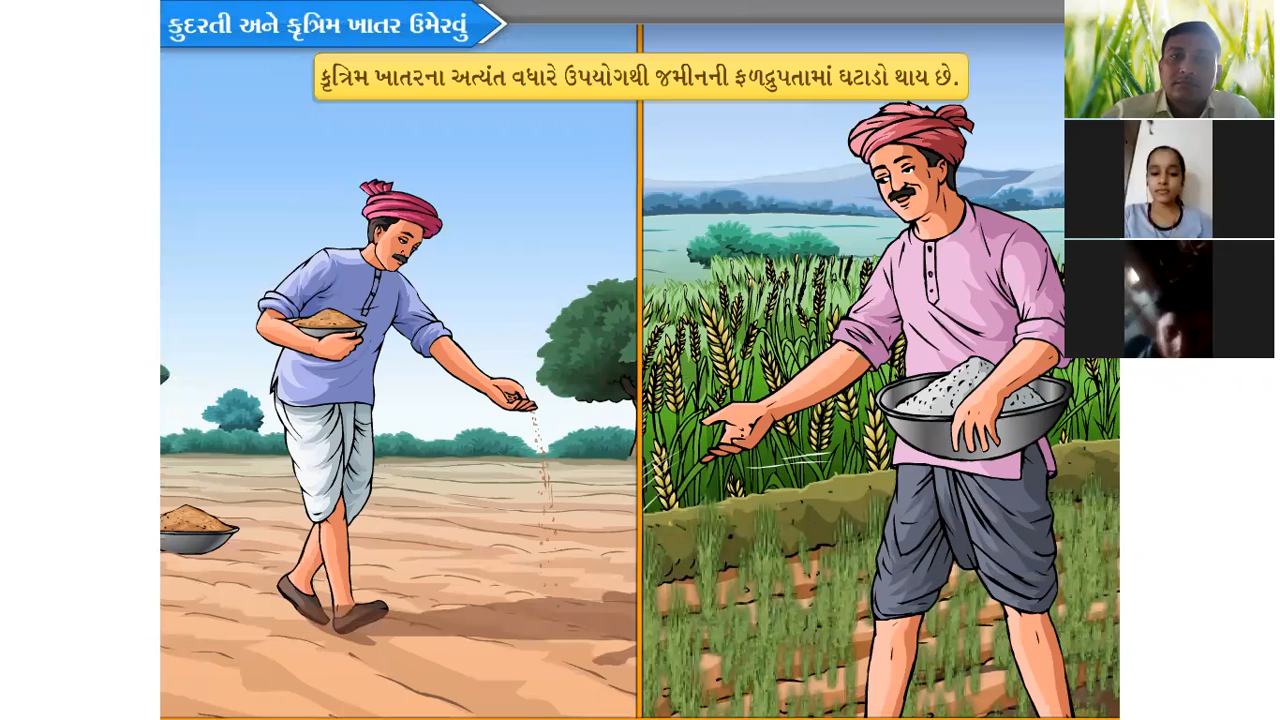 કુદરતી અને કૃત્રિમ ખાતર ઉમેરવું
કૃત્રિમ ખાતરના અત્યંત વધારે ઉપયોગથી જમીનની ફળદ્રુપતામાં ઘટાડો થાય છે.